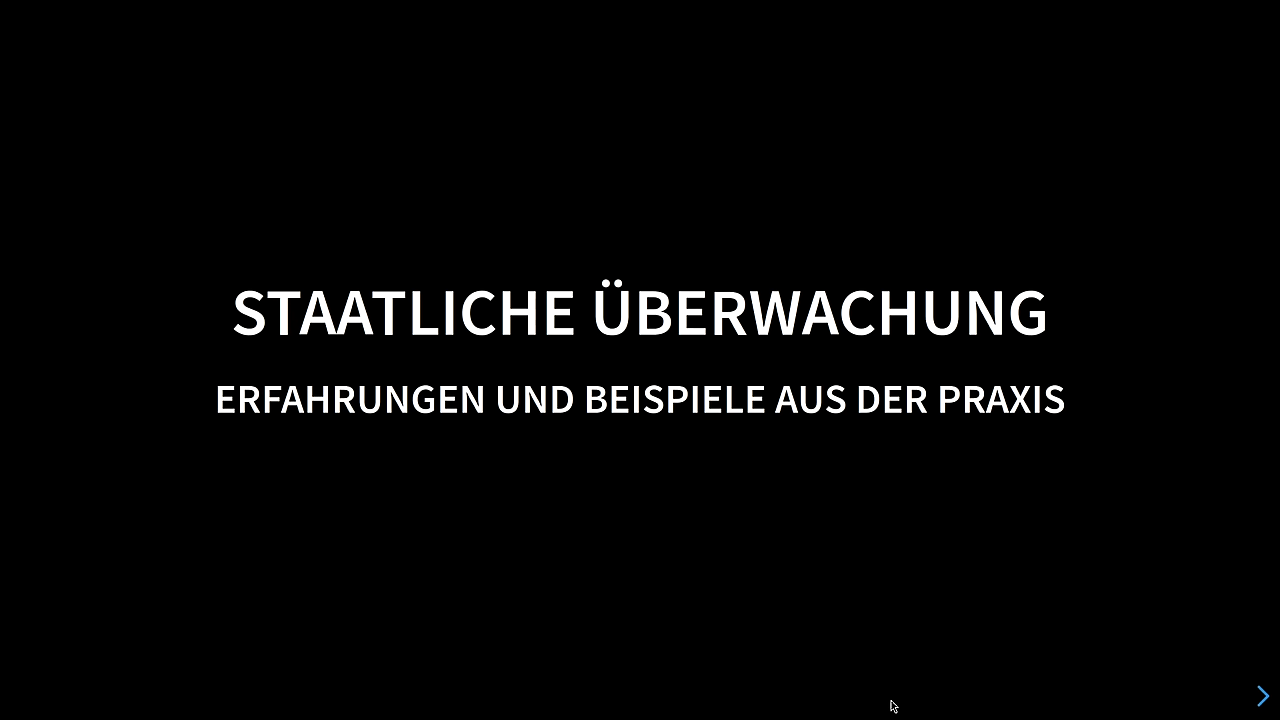 STAATLICHE ÜBERWACHUNG
ERFAHRUNGEN UND BEISPIELE AUS DER PRAXIS